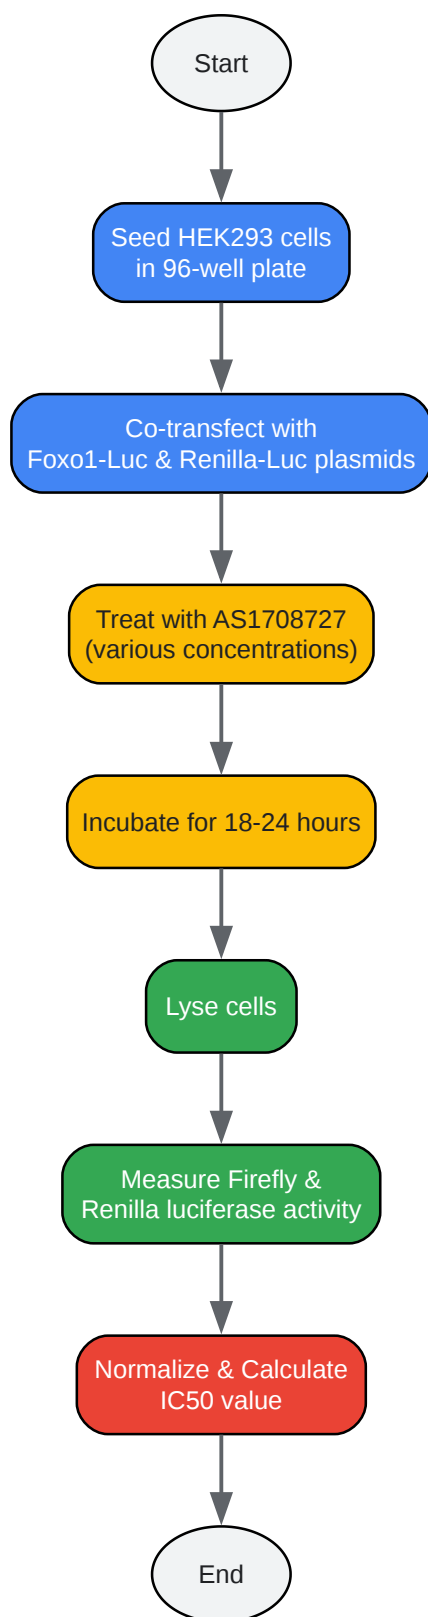 Start
Seed HEK293 cells
in 96-well plate
Co-transfect with
Foxo1-Luc & Renilla-Luc plasmids
Treat with AS1708727
(various concentrations)
Incubate for 18-24 hours
Lyse cells
Measure Firefly &
Renilla luciferase activity
Normalize & Calculate
IC50 value
End